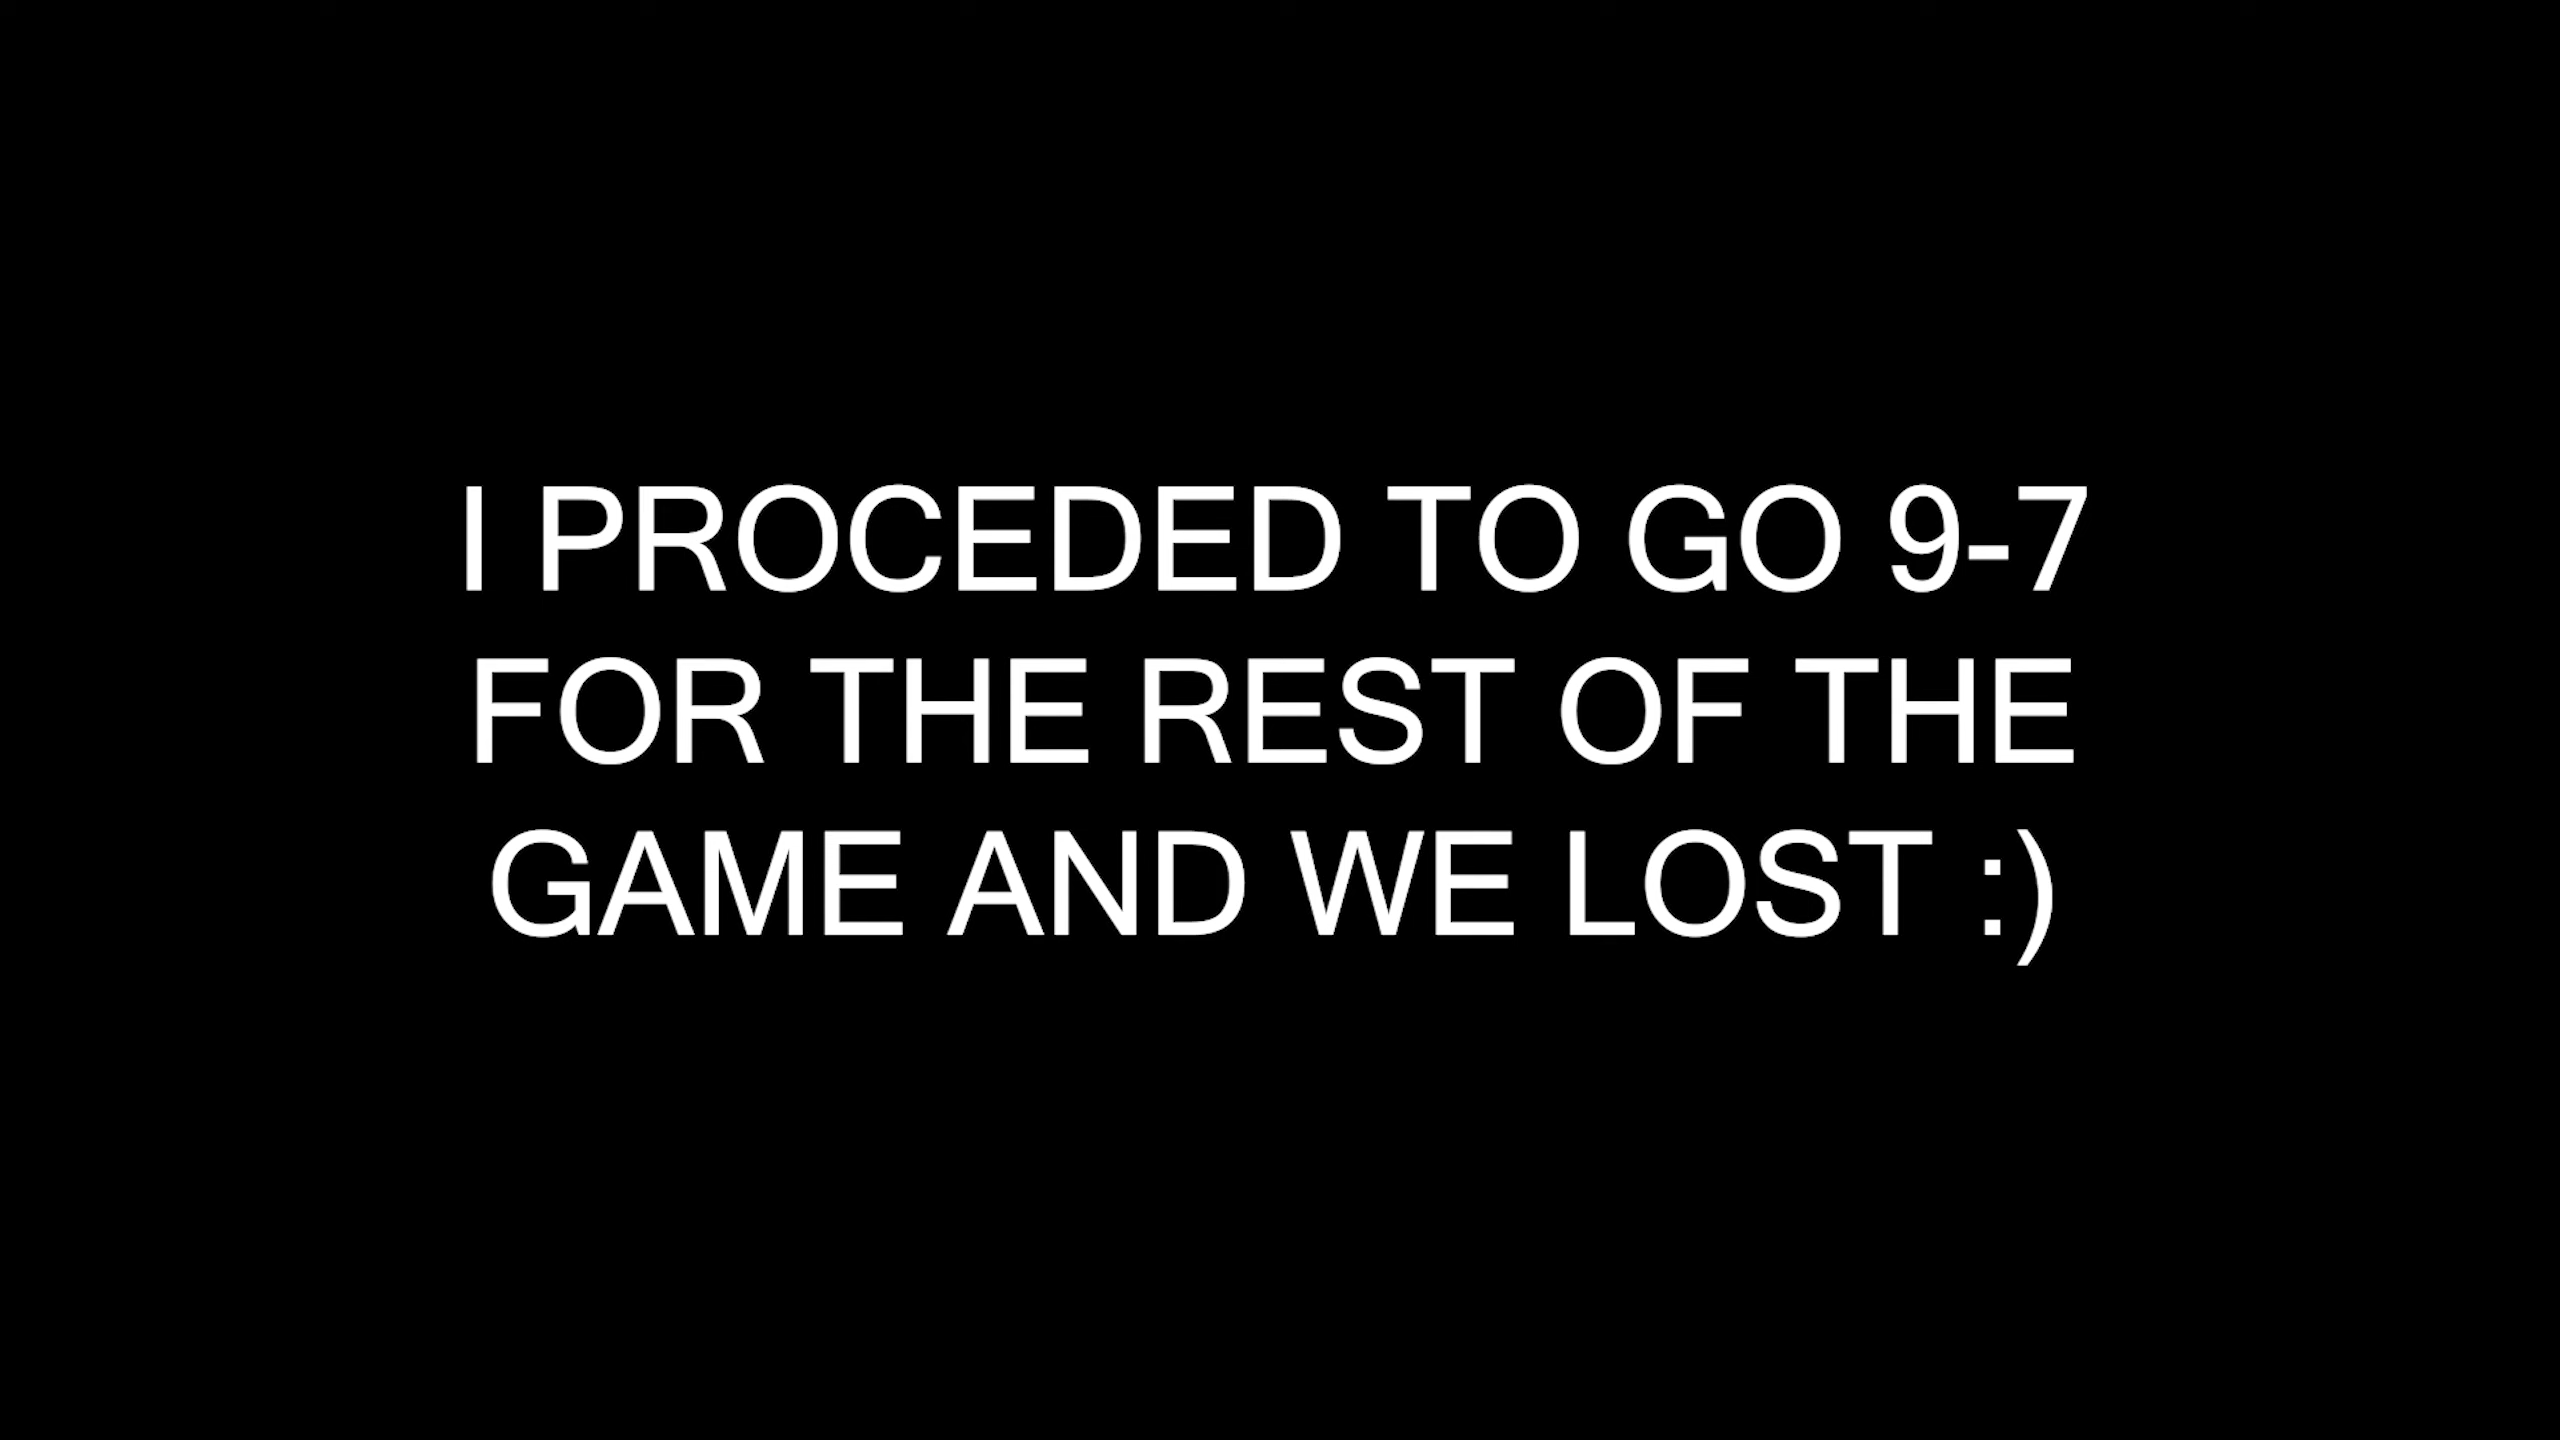 I PROCEDED TO GO 9-7
FOR THE REST OF THE
GAME AND WE LOST :)